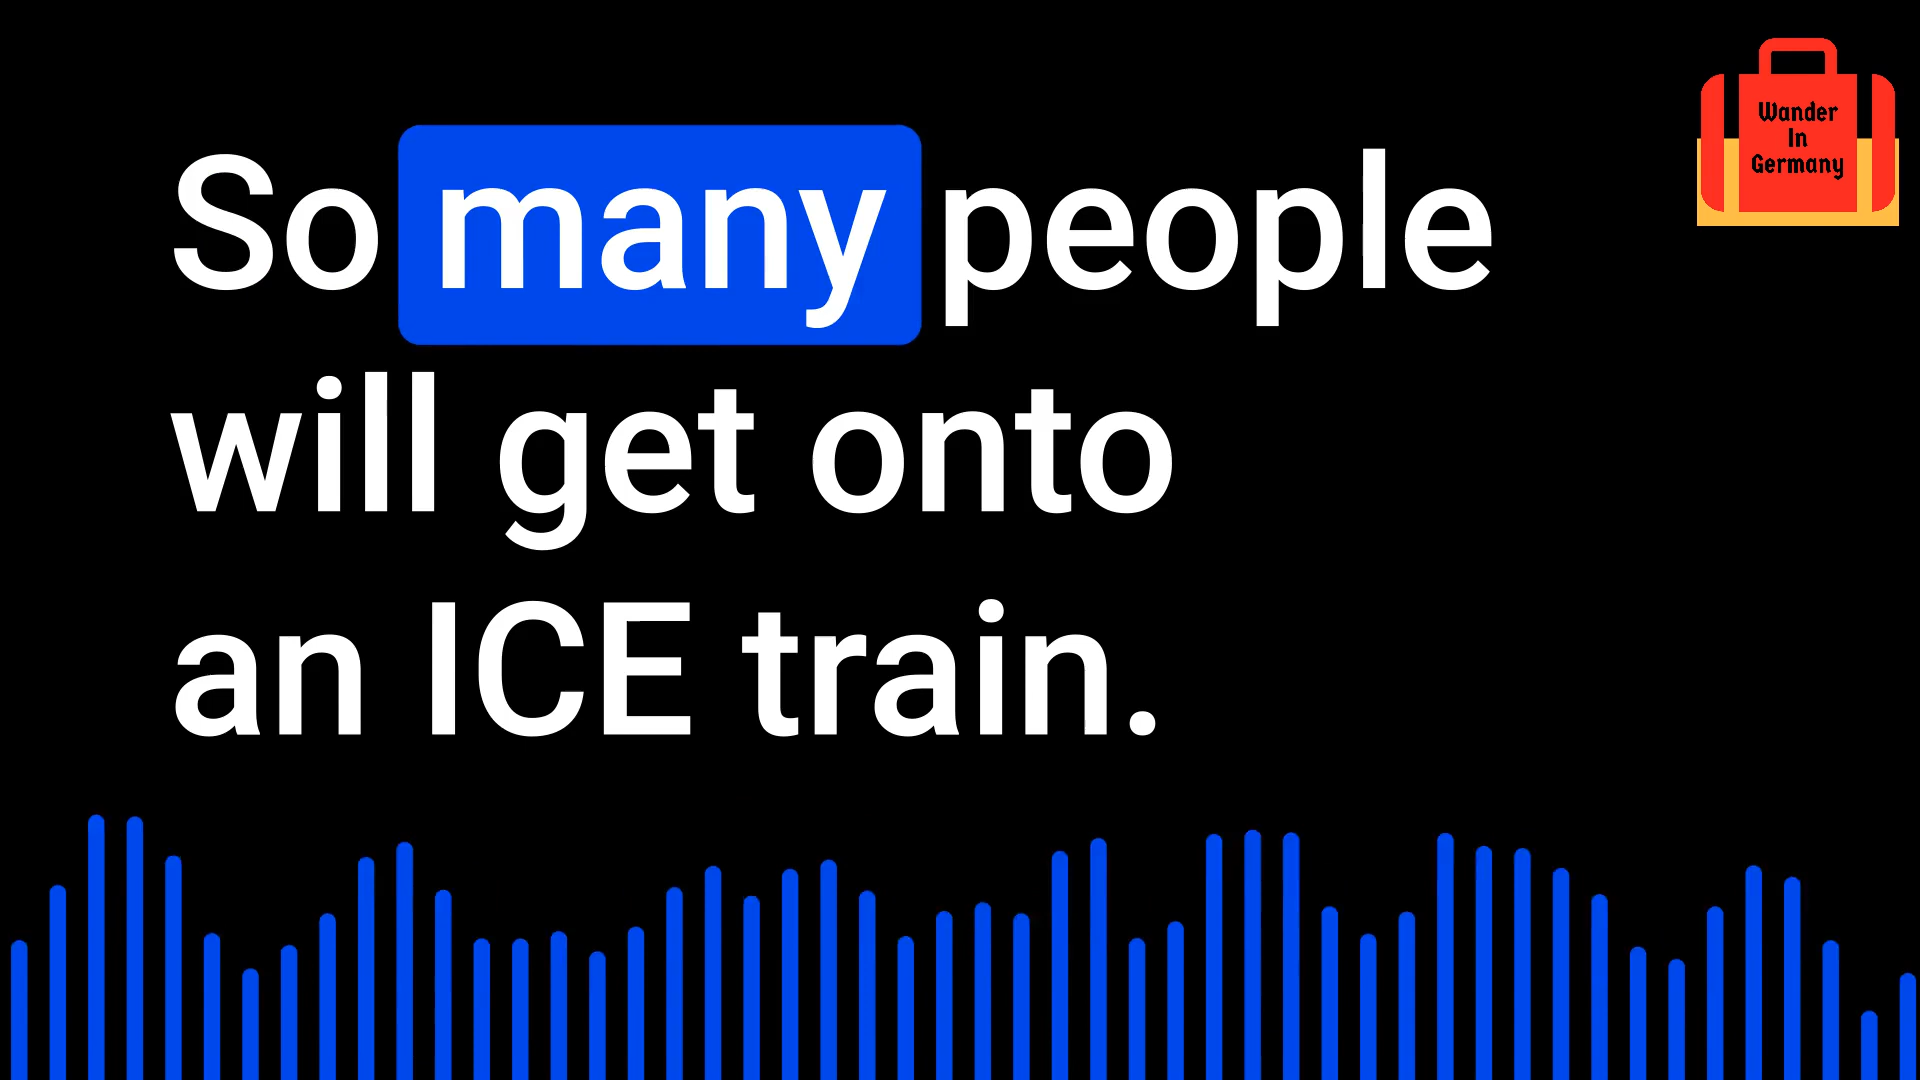 So many people
will get onto
an ICE train.
Wander
In
Germany